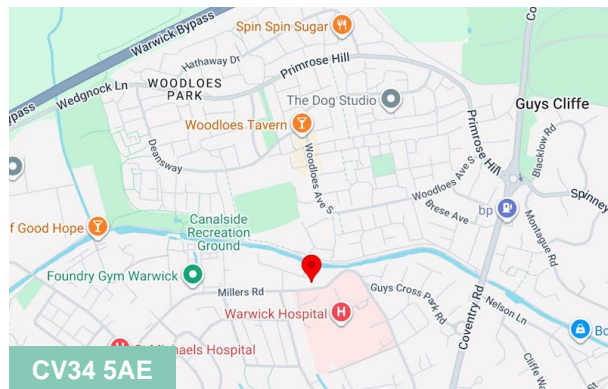 Warwick Bypass
Spin Spin Sugar
Hathaway Dr
Primrose Hill
WOODLOES
PARK
Wedgnock Ln
Bypass
The Dog Studio
Guys Cliffe
Woodloes Tavern
Deansway
Woodloes Ave S
Primrose Hill
Blacklow Rd
Woodloes Ave S
Spinney
Brese Ave
bp
Montague Rd
of Good Hope
Canalside
Recreation
Ground
Foundry Gym Warwick
Millers Rd
Guys Cross Park Rd
Nelson Ln
Warwick Hospital
H
Coventry Rd
Michaels Hospital
CV34 5AE